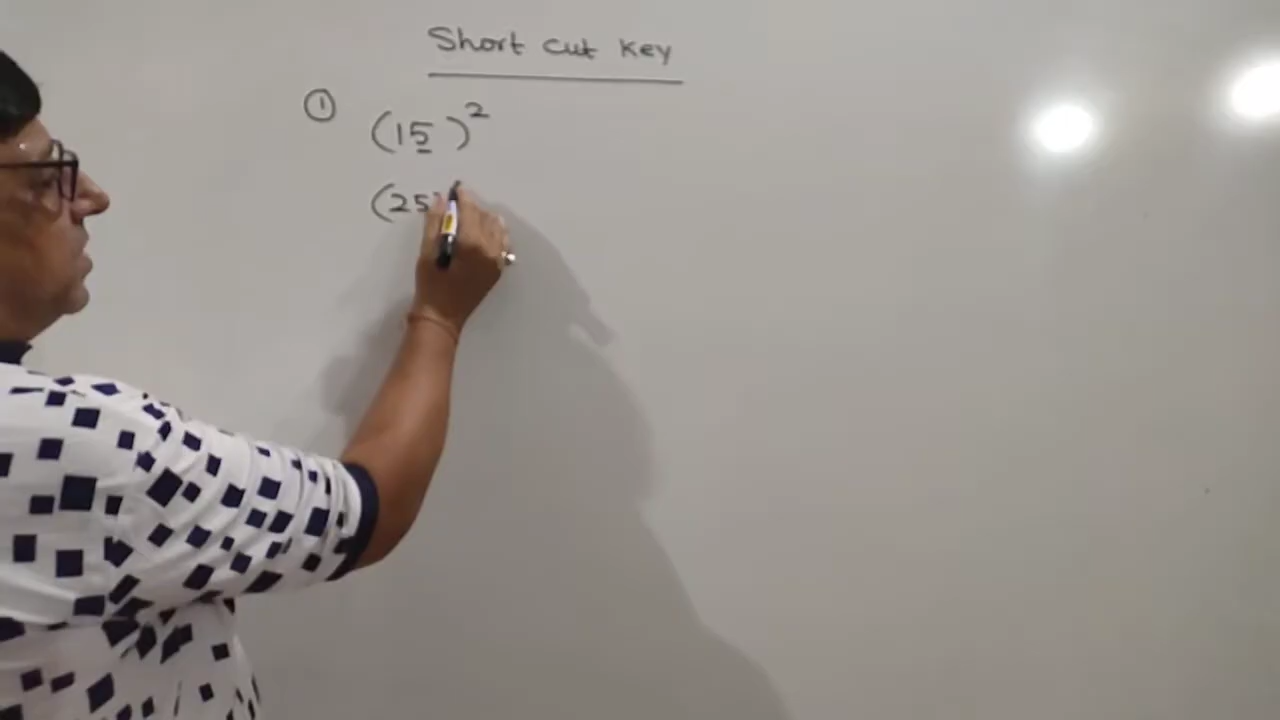 Short cut key
① (15)²
(25)